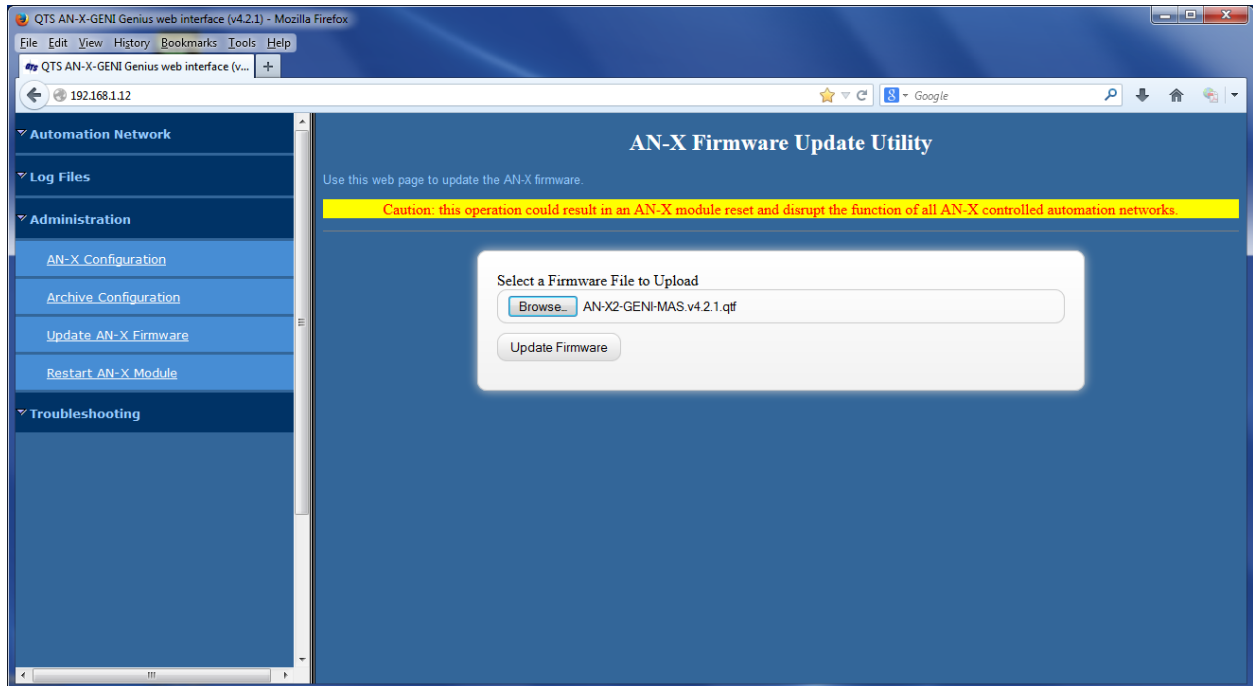 QTS AN-X-GENI Genius web interface (v4.2.1) - Mozilla Firefox
File Edit View History Bookmarks Tools Help
QTS QTS AN-X-GENI Genius web interface (v... +
192.168.1.12
8 Google
Automation Network
Log Files
Administration
AN-X Configuration
Archive Configuration
Update AN-X Firmware
Restart AN-X Module
Troubleshooting
AN-X Firmware Update Utility
Use this web page to update the AN-X firmware.
Caution: this operation could result in an AN-X module reset and disrupt the function of all AN-X controlled automation networks.
Select a Firmware File to Upload
Browse... AN-X2-GENI-MAS.v4.2.1.qtf
Update Firmware